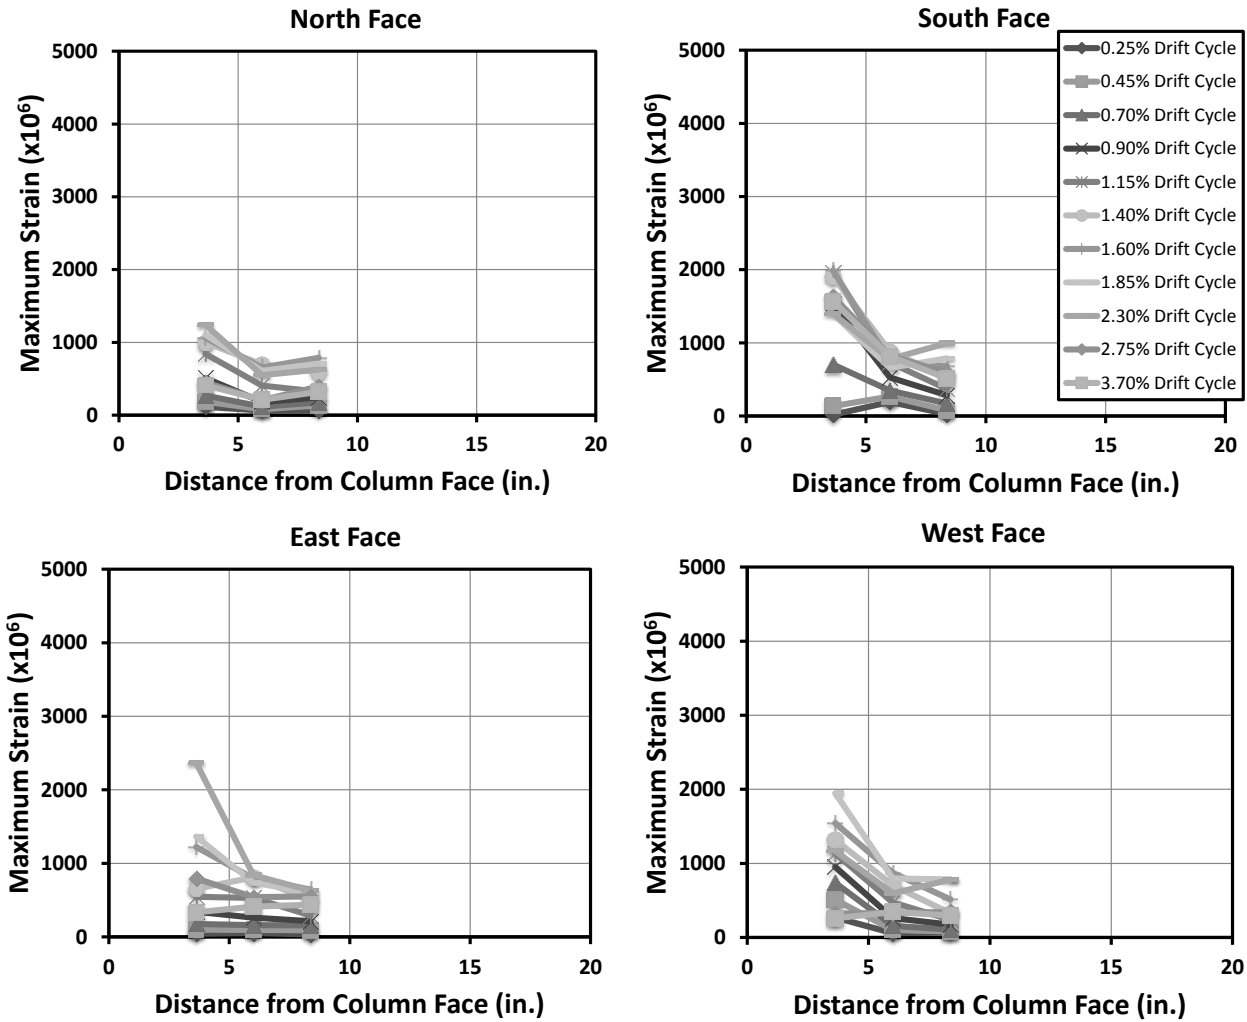 North Face
5000
4000
3000
2000
1000
0
0 5 10 15 20
Maximum Strain (x10⁶)
Distance from Column Face (in.)
South Face
5000
4000
3000
2000
1000
0
0 5 10 15 20
Maximum Strain (x10⁶)
Distance from Column Face (in.)
0.25% Drift Cycle
0.45% Drift Cycle
0.70% Drift Cycle
0.90% Drift Cycle
1.15% Drift Cycle
1.40% Drift Cycle
1.60% Drift Cycle
1.85% Drift Cycle
2.30% Drift Cycle
2.75% Drift Cycle
3.70% Drift Cycle
East Face
5000
4000
3000
2000
1000
0
0 5 10 15 20
Maximum Strain (x10⁶)
Distance from Column Face (in.)
West Face
5000
4000
3000
2000
1000
0
0 5 10 15 20
Maximum Strain (x10⁶)
Distance from Column Face (in.)